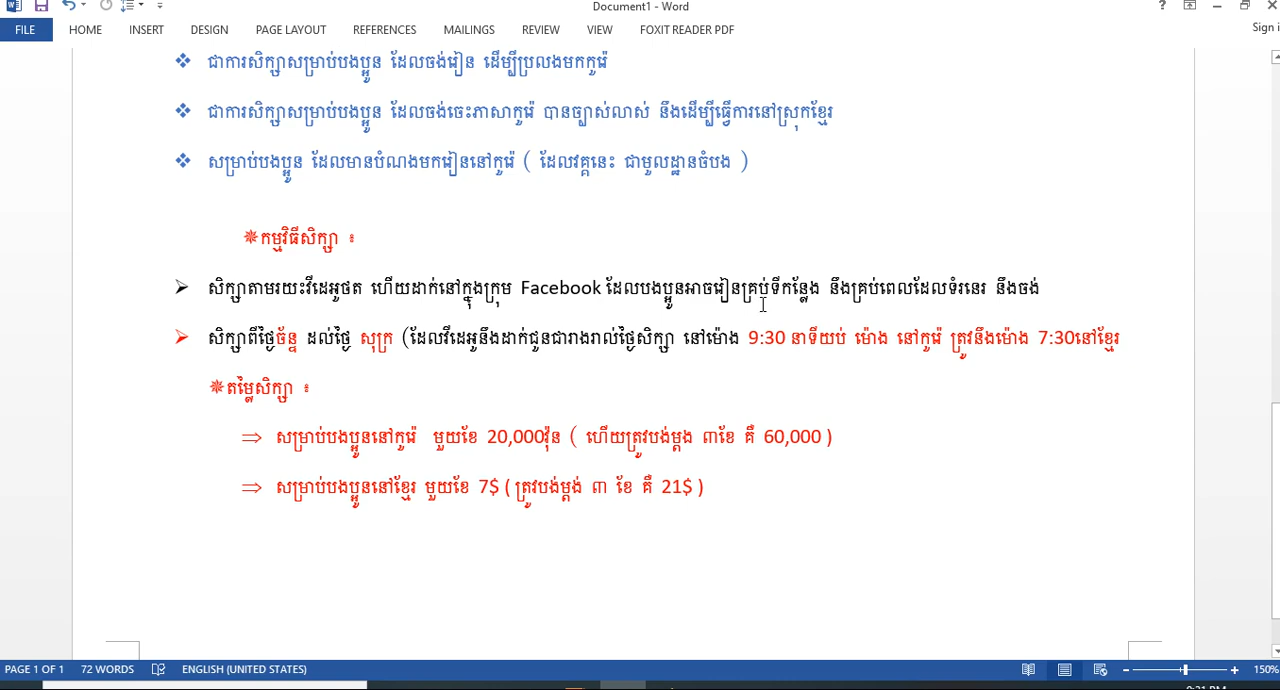 Document1 - Word
FILE HOME INSERT DESIGN PAGE LAYOUT REFERENCES MAILINGS REVIEW VIEW FOXIT READER PDF Sign i
❖ ជាការសិក្សាសម្រាប់បងប្អូន ដែលចង់រៀន ដើម្បីប្រលងមកកូរ៉េ
❖ ជាការសិក្សាសម្រាប់បងប្អូន ដែលចង់ចេះភាសាកូរ៉េ បានច្បាស់លាស់ នឹងដើម្បីធ្វើការនៅស្រុកខ្មែរ
❖ សម្រាប់បងប្អូន ដែលមានបំណងមករៀននៅកូរ៉េ ( ដែលវគ្គនេះ ជាមូលដ្ឋានចំបង )
✵កម្មវិធីសិក្សា ៖
➢ សិក្សាតាមរយះវីដេអូថត ហើយដាក់នៅក្នុងក្រុម Facebook ដែលបងប្អូនអាចរៀនគ្រប់ទីកន្លែង នឹងគ្រប់ពេលដែលទំរនេរ នឹងចង់
➢ សិក្សាពីថ្ងៃច័ន្ទ ដល់ថ្ងៃ សុក្រ (ដែលវីដេអូនឹងដាក់ជូនជារាងរាល់ថ្ងៃសិក្សា នៅម៉ោង 9:30 នាទីយប់ ម៉ោង នៅកូរ៉េ ត្រូវនឹងម៉ោង 7:30នៅខ្មែរ
✵តម្លៃសិក្សា ៖
⇒ សម្រាប់បងប្អូននៅកូរ៉េ មួយខែ 20,000វ៉ុន ( ហើយត្រូវបង់ម្តង ៣ខែ គឺ 60,000 )
⇒ សម្រាប់បងប្អូននៅខ្មែរ មួយខែ 7$ ( ត្រូវបង់ម្តង់ ៣ ខែ គឺ 21$ )
PAGE 1 OF 1 72 WORDS ENGLISH (UNITED STATES) 150%